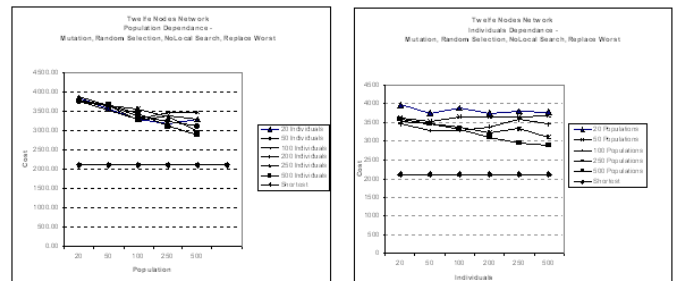 Twelfe Nodes Network
Population Dependance -
Mutation, Random Selection, NoLocal Search, Replace Worst
4500.00
4000.00
3500.00
3000.00
2500.00
2000.00
1500.00
1000.00
500.00
0.00
Cost
20 50 100 250 500
Population
20 Individuals
50 Individuals
100 Individuals
200 Individuals
250 Individuals
500 Individuals
Shortest
Twelfe Nodes Network
Individuals Dependance -
Mutation, Random Selection, NoLocal Search, Replace Worst
4500
4000
3500
3000
2500
2000
1500
1000
500
0
Cost
20 50 100 200 250 500
Individuals
20 Populations
50 Populations
100 Populations
250 Populations
500 Populations
Shortest